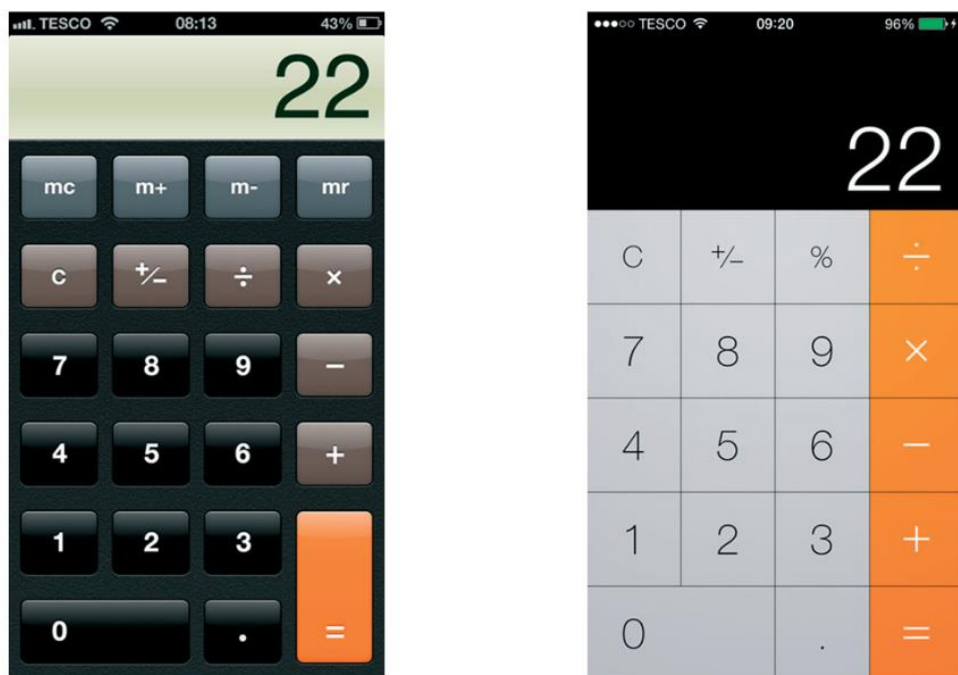 TESCO 08:13 43%
22
mc m+ m- mr
C +/− ÷ ×
7 8 9 −
4 5 6 +
1 2 3
0 . =
TESCO 09:20 96%
22
C +/− % ÷
7 8 9 ×
4 5 6 −
1 2 3 +
0 . =